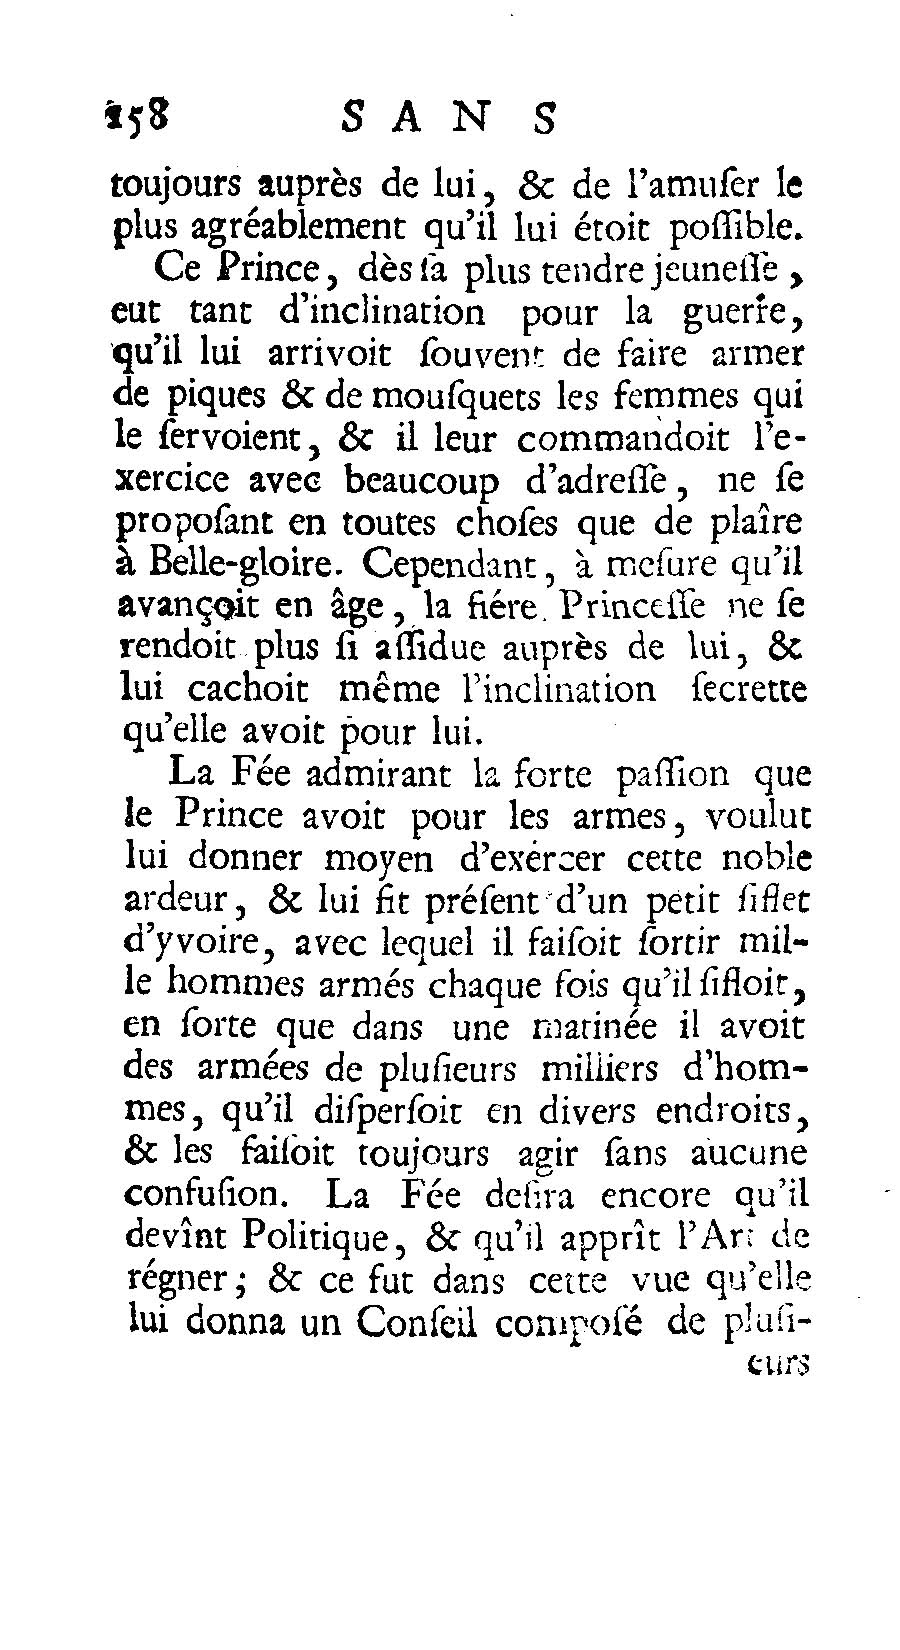 158 SANS
toujours auprès de lui, & de l'amuſer le
plus agréablement qu'il lui étoit poſſible.
Ce Prince, dès ſa plus tendre jeuneſſe,
eut tant d'inclination pour la guerre,
qu'il lui arrivoit ſouvent de faire armer
de piques & de mouſquets les femmes qui
le ſervoient, & il leur commandoit l'e-
xercice avec beaucoup d'adreſſe, ne ſe
propoſant en toutes choſes que de plaîre
à Belle-gloire. Cependant, à meſure qu'il
avançoit en âge, la fiére Princeſſe ne ſe
rendoit plus ſi aſſidue auprès de lui, &
lui cachoit même l'inclination ſecrette
qu'elle avoit pour lui.
La Fée admirant la forte paſſion que
le Prince avoit pour les armes, voulut
lui donner moyen d'exércer cette noble
ardeur, & lui fit préſent d'un petit ſiflet
d'yvoire, avec lequel il faiſoit ſortir mil-
le hommes armés chaque fois qu'il ſifloit,
en ſorte que dans une matinée il avoit
des armées de pluſieurs milliers d'hom-
mes, qu'il diſperſoit en divers endroits,
& les faiſoit toujours agir ſans aucune
confuſion. La Fée deſira encore qu'il
devînt Politique, & qu'il apprît l'Art de
régner; & ce fut dans cette vue qu'elle
lui donna un Conſeil compoſé de pluſi-
eurs